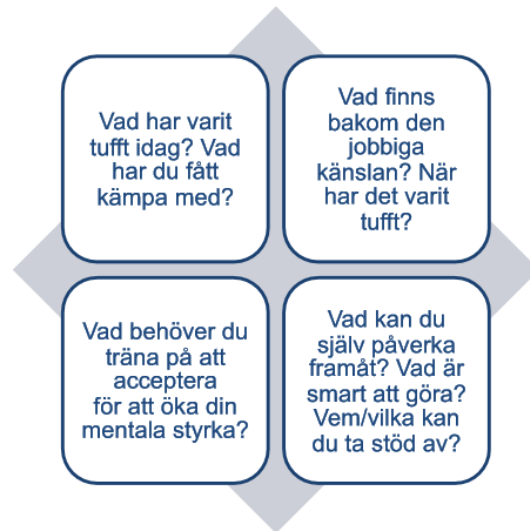 Vad har varit
tufft idag? Vad
har du fått
kämpa med?
Vad finns
bakom den
jobbiga
känslan? När
har det varit
tufft?
Vad behöver du
träna på att
acceptera
för att öka din
mentala styrka?
Vad kan du
själv påverka
framåt? Vad är
smart att göra?
Vem/vilka kan
du ta stöd av?